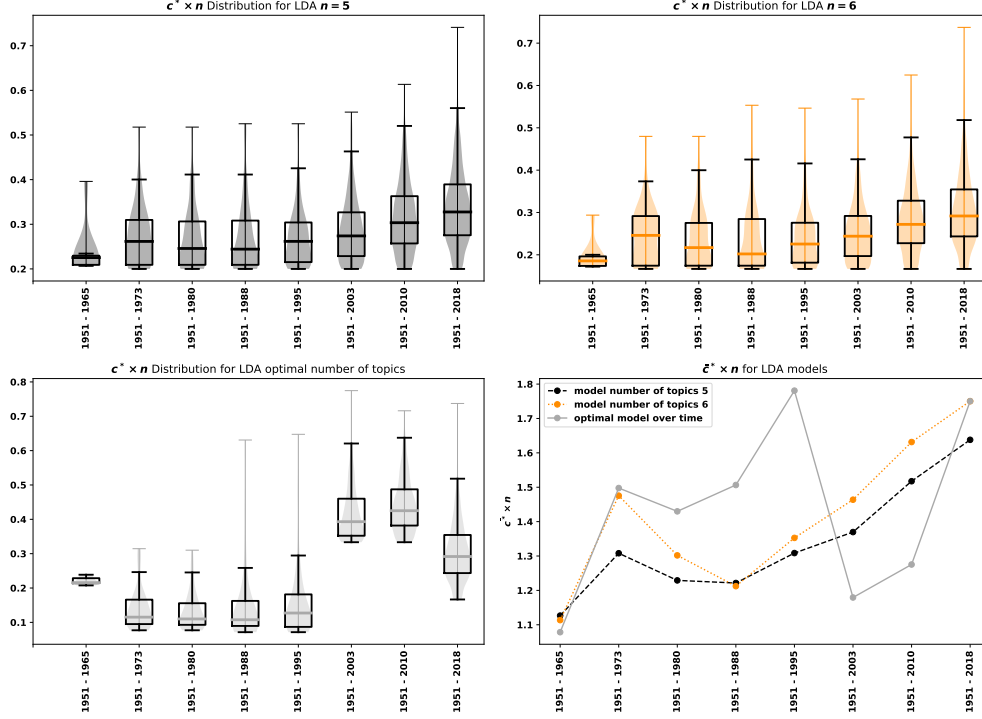 c* × n Distribution for LDA n = 5
0.7
0.6
0.5
0.4
0.3
0.2
1951 - 1965
1951 - 1973
1951 - 1980
1951 - 1988
1951 - 1995
1951 - 2003
1951 - 2010
1951 - 2018
c* × n Distribution for LDA n = 6
0.7
0.6
0.5
0.4
0.3
0.2
1951 - 1965
1951 - 1973
1951 - 1980
1951 - 1988
1951 - 1995
1951 - 2003
1951 - 2010
1951 - 2018
c* × n Distribution for LDA optimal number of topics
0.8
0.7
0.6
0.5
0.4
0.3
0.2
0.1
1951 - 1965
1951 - 1973
1951 - 1980
1951 - 1988
1951 - 1995
1951 - 2003
1951 - 2010
1951 - 2018
c̄* × n for LDA models
model number of topics 5
model number of topics 6
optimal model over time
c̄* × n
1.8
1.7
1.6
1.5
1.4
1.3
1.2
1.1
1951 - 1965
1951 - 1973
1951 - 1980
1951 - 1988
1951 - 1995
1951 - 2003
1951 - 2010
1951 - 2018